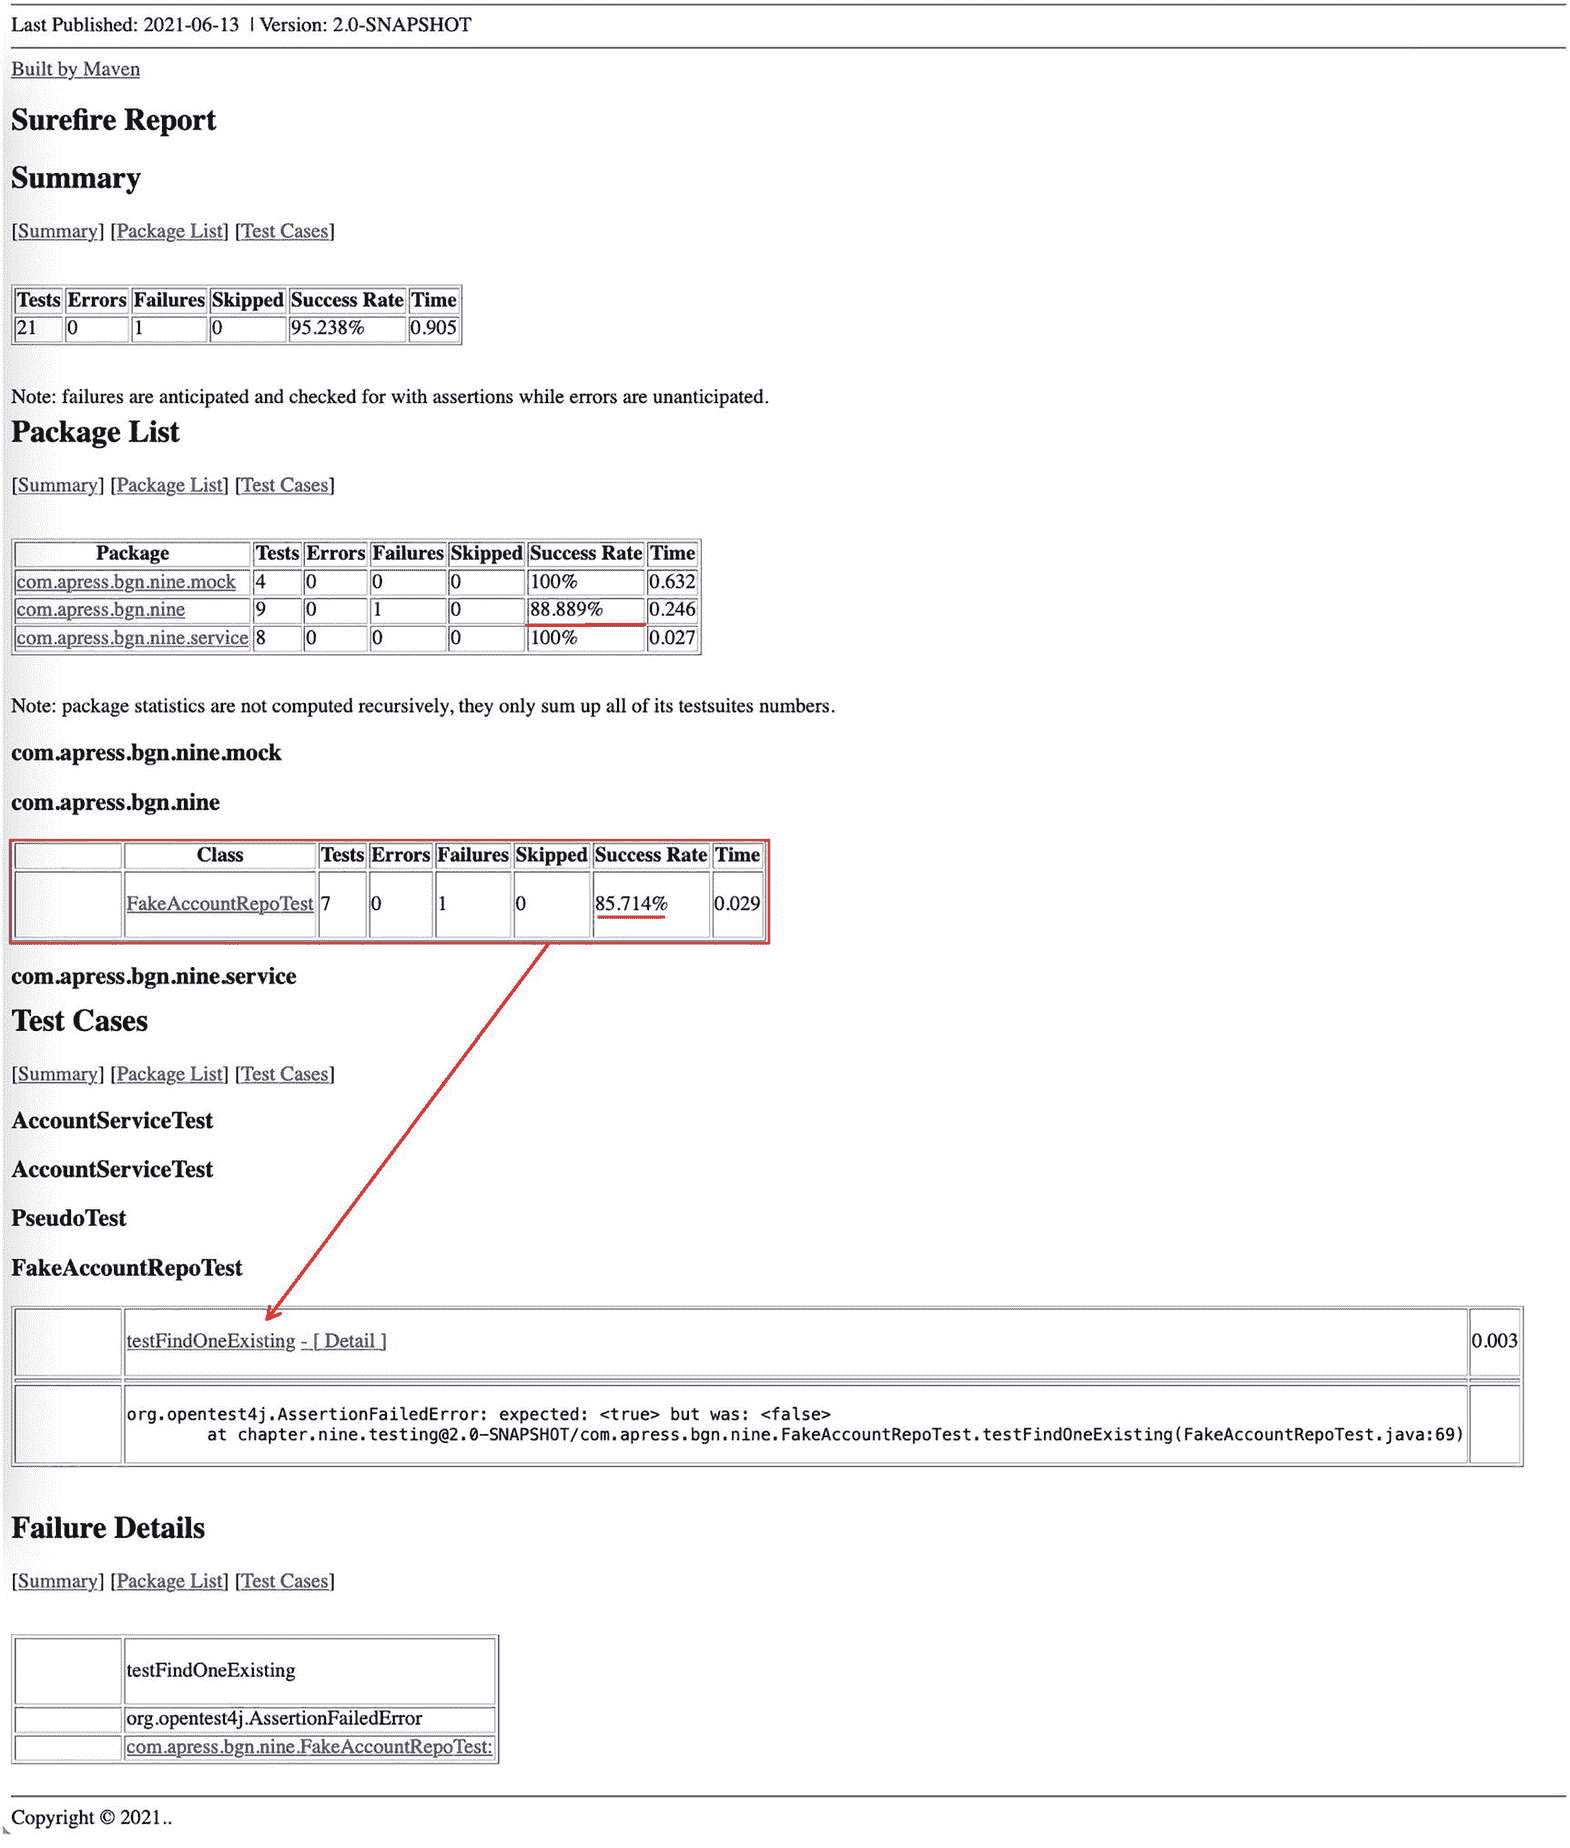 Last Published: 2021-06-13 | Version: 2.0-SNAPSHOT
Built by Maven
Surefire Report
Summary
[Summary] [Package List] [Test Cases]
Tests Errors Failures Skipped Success Rate Time
21 0 1 0 95.238% 0.905
Note: failures are anticipated and checked for with assertions while errors are unanticipated.
Package List
[Summary] [Package List] [Test Cases]
Package Tests Errors Failures Skipped Success Rate Time
com.apress.bgn.nine.mock 4 0 0 0 100% 0.632
com.apress.bgn.nine 9 0 1 0 88.889% 0.246
com.apress.bgn.nine.service 8 0 0 0 100% 0.027
Note: package statistics are not computed recursively, they only sum up all of its testsuites numbers.
com.apress.bgn.nine.mock
com.apress.bgn.nine
Class Tests Errors Failures Skipped Success Rate Time
FakeAccountRepoTest 7 0 1 0 85.714% 0.029
com.apress.bgn.nine.service
Test Cases
[Summary] [Package List] [Test Cases]
AccountServiceTest
AccountServiceTest
PseudoTest
FakeAccountRepoTest
testFindOneExisting - [ Detail ] 0.003
org.opentest4j.AssertionFailedError: expected: <true> but was: <false>
at chapter.nine.testing@2.0-SNAPSHOT/com.apress.bgn.nine.FakeAccountRepoTest.testFindOneExisting(FakeAccountRepoTest.java:69)
Failure Details
[Summary] [Package List] [Test Cases]
testFindOneExisting
org.opentest4j.AssertionFailedError
com.apress.bgn.nine.FakeAccountRepoTest:
Copyright © 2021..